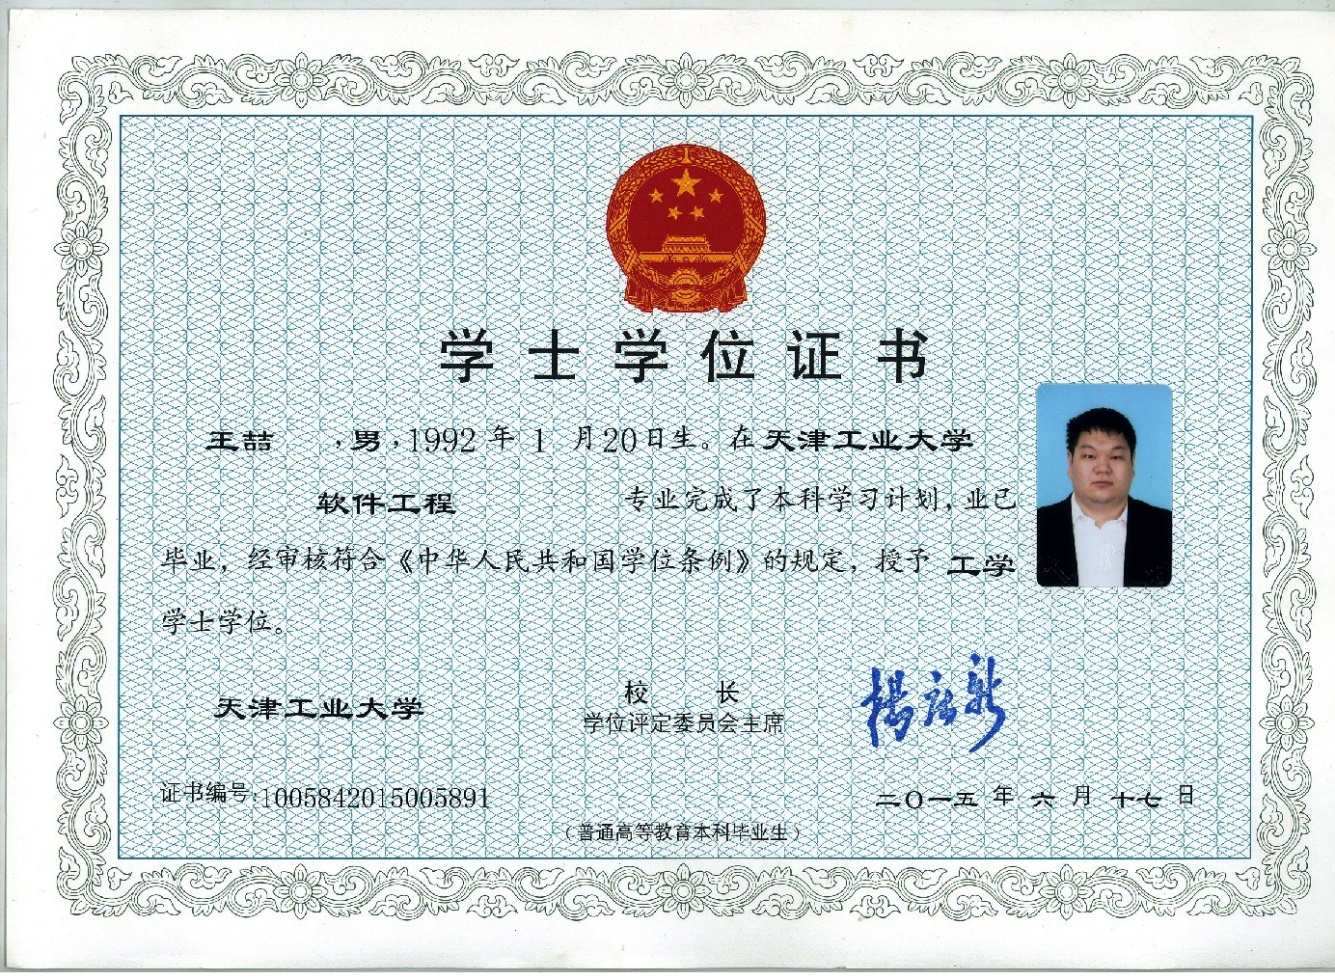 学士学位证书
王喆 ，男，1992年1月20日生。在天津工业大学
软件工程 专业完成了本科学习计划，业已
毕业，经审核符合《中华人民共和国学位条例》的规定，授予 工学
学士学位。
天津工业大学
校 长
学位评定委员会主席
证书编号：1005842015005891
二〇一五年六月十七日
（普通高等教育本科毕业生）